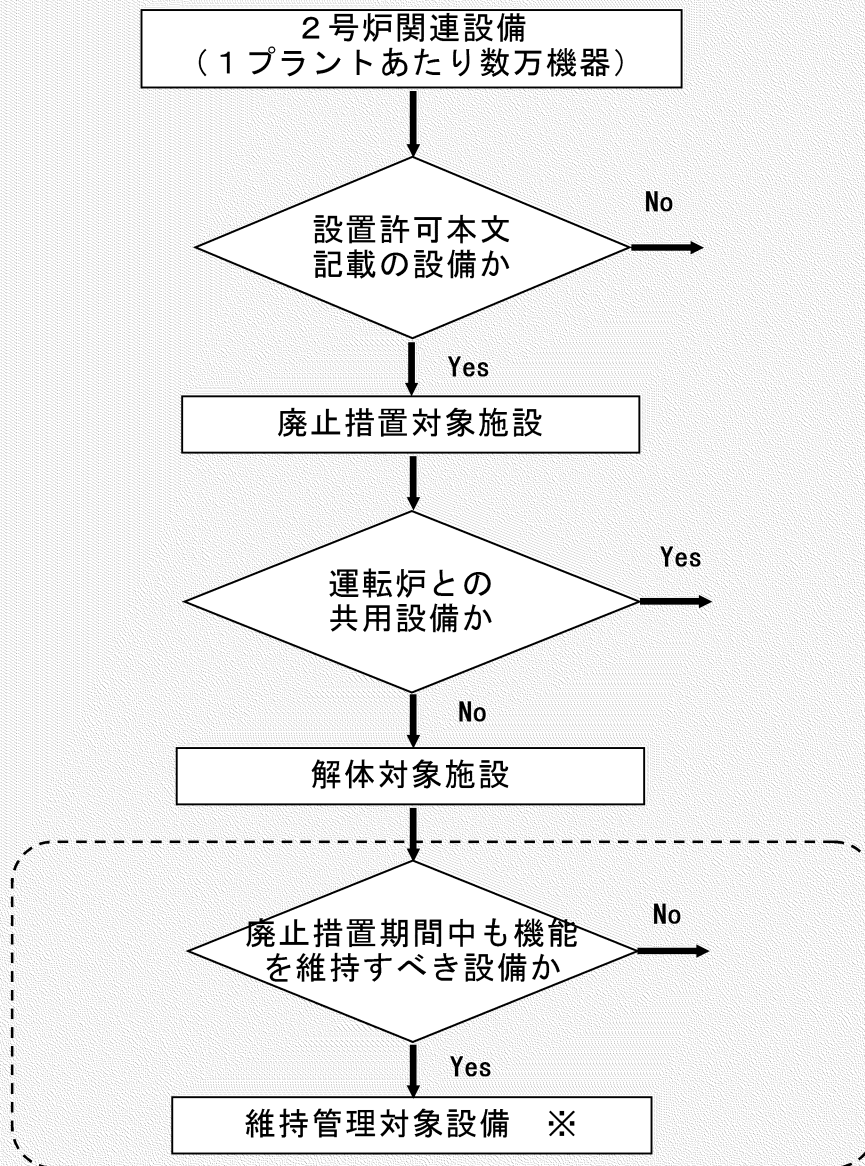 ２号炉関連設備
（１プラントあたり数万機器）
設置許可本文
記載の設備か
No
Yes
廃止措置対象施設
運転炉との
共用設備か
Yes
No
解体対象施設
廃止措置期間中も機能
を維持すべき設備か
No
Yes
維持管理対象設備　※